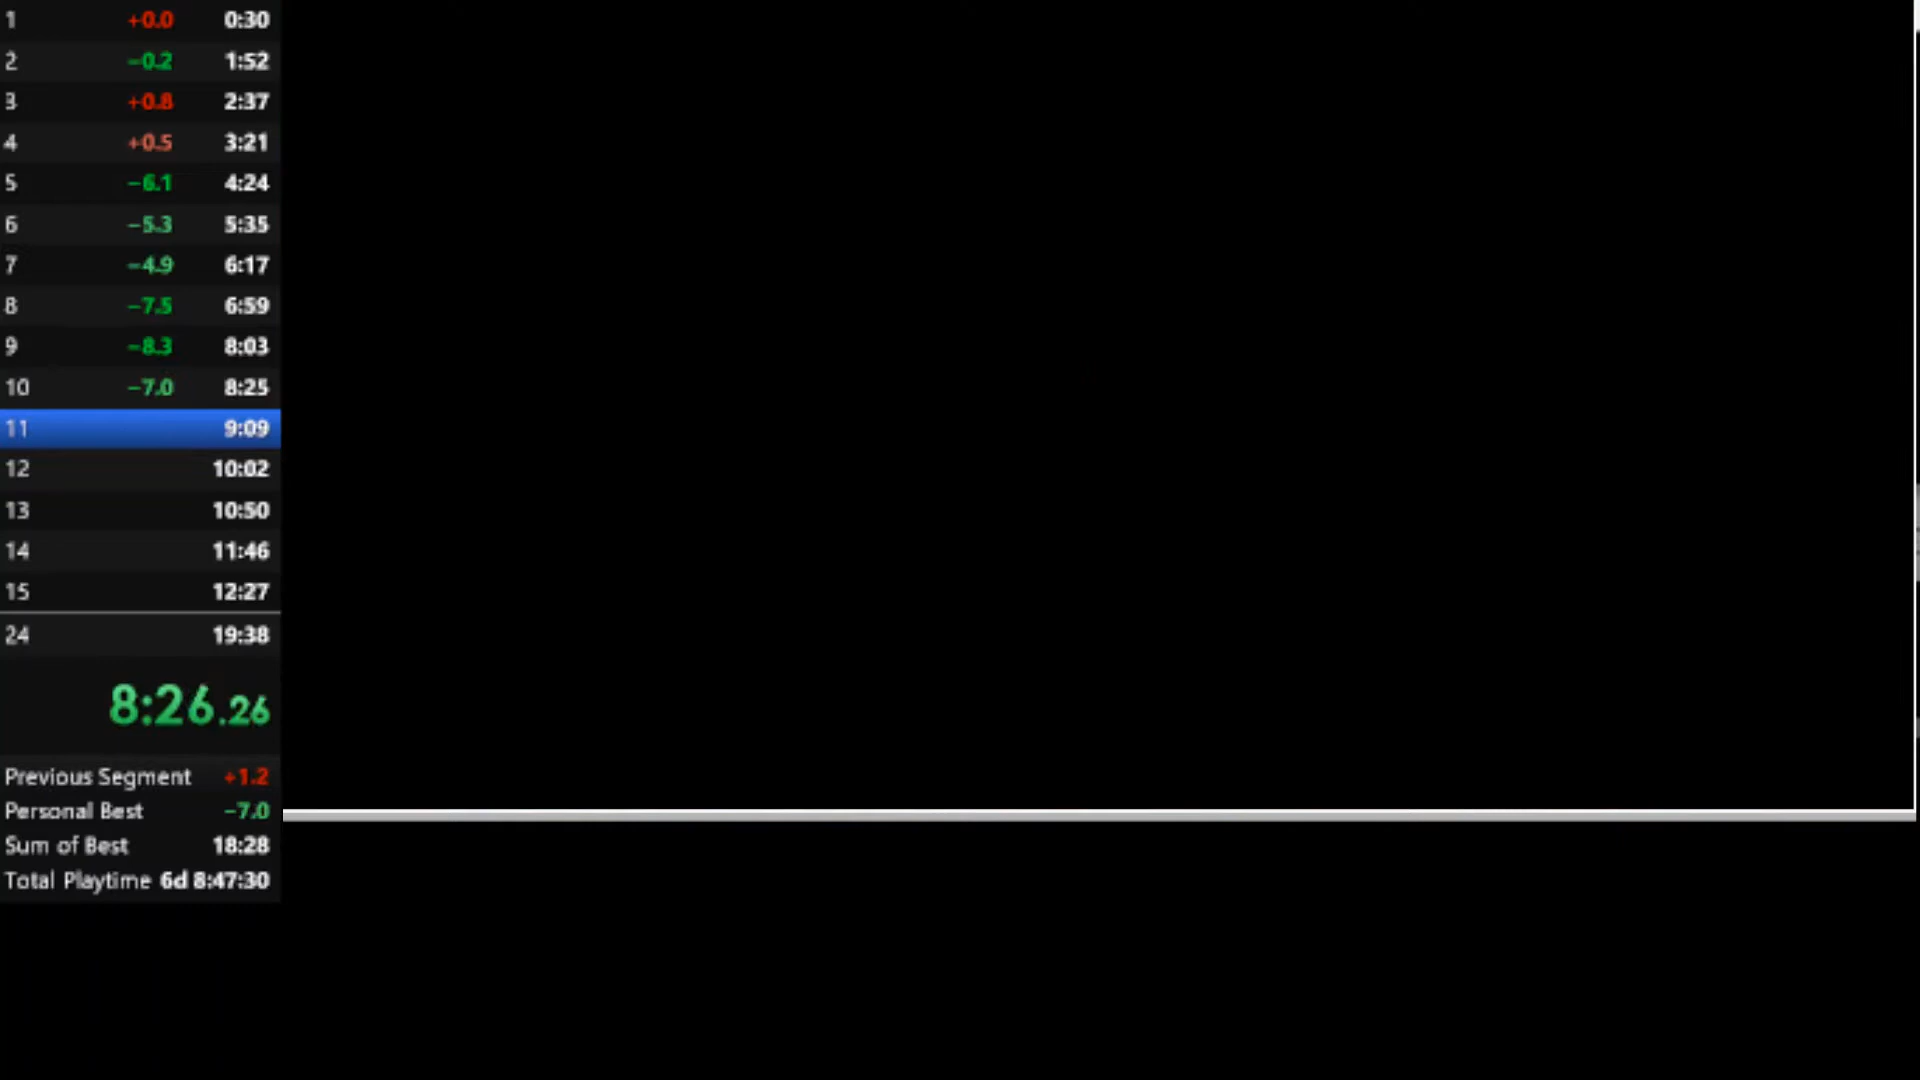 1 +0.0 0:30
2 −0.2 1:52
3 +0.8 2:37
4 +0.5 3:21
5 −6.1 4:24
6 −5.3 5:35
7 −4.9 6:17
8 −7.5 6:59
9 −8.3 8:03
10 −7.0 8:25
11 9:09
12 10:02
13 10:50
14 11:46
15 12:27
24 19:38
8:26.26
Previous Segment +1.2
Personal Best −7.0
Sum of Best 18:28
Total Playtime 6d 8:47:30